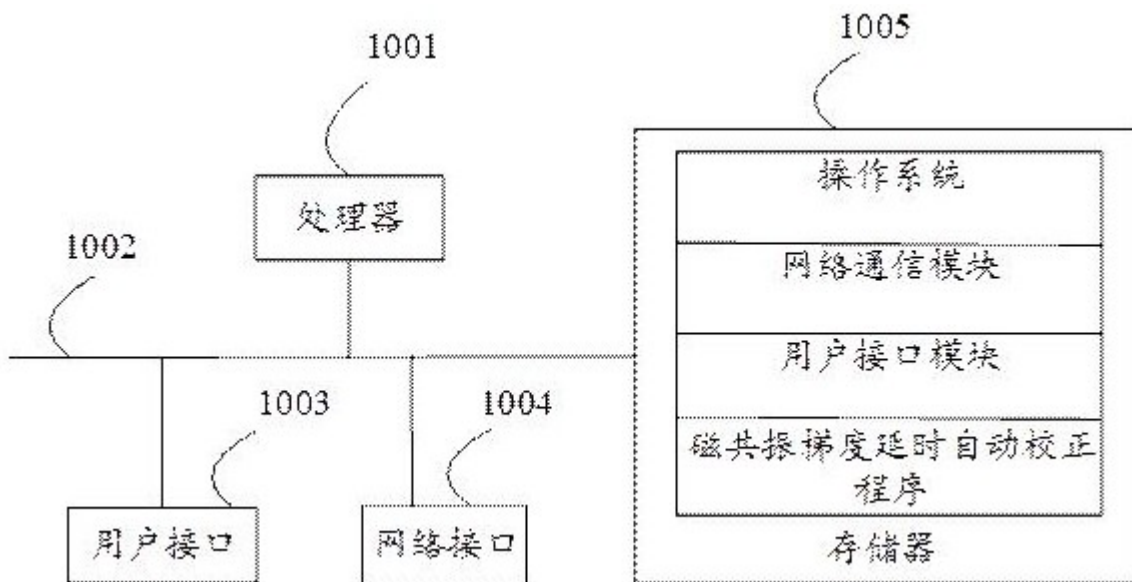 1001
1005
处理器
1002
操作系统
网络通信模块
用户接口模块
磁共振梯度延时自动校正
程序
存储器
1003
1004
用户接口
网络接口